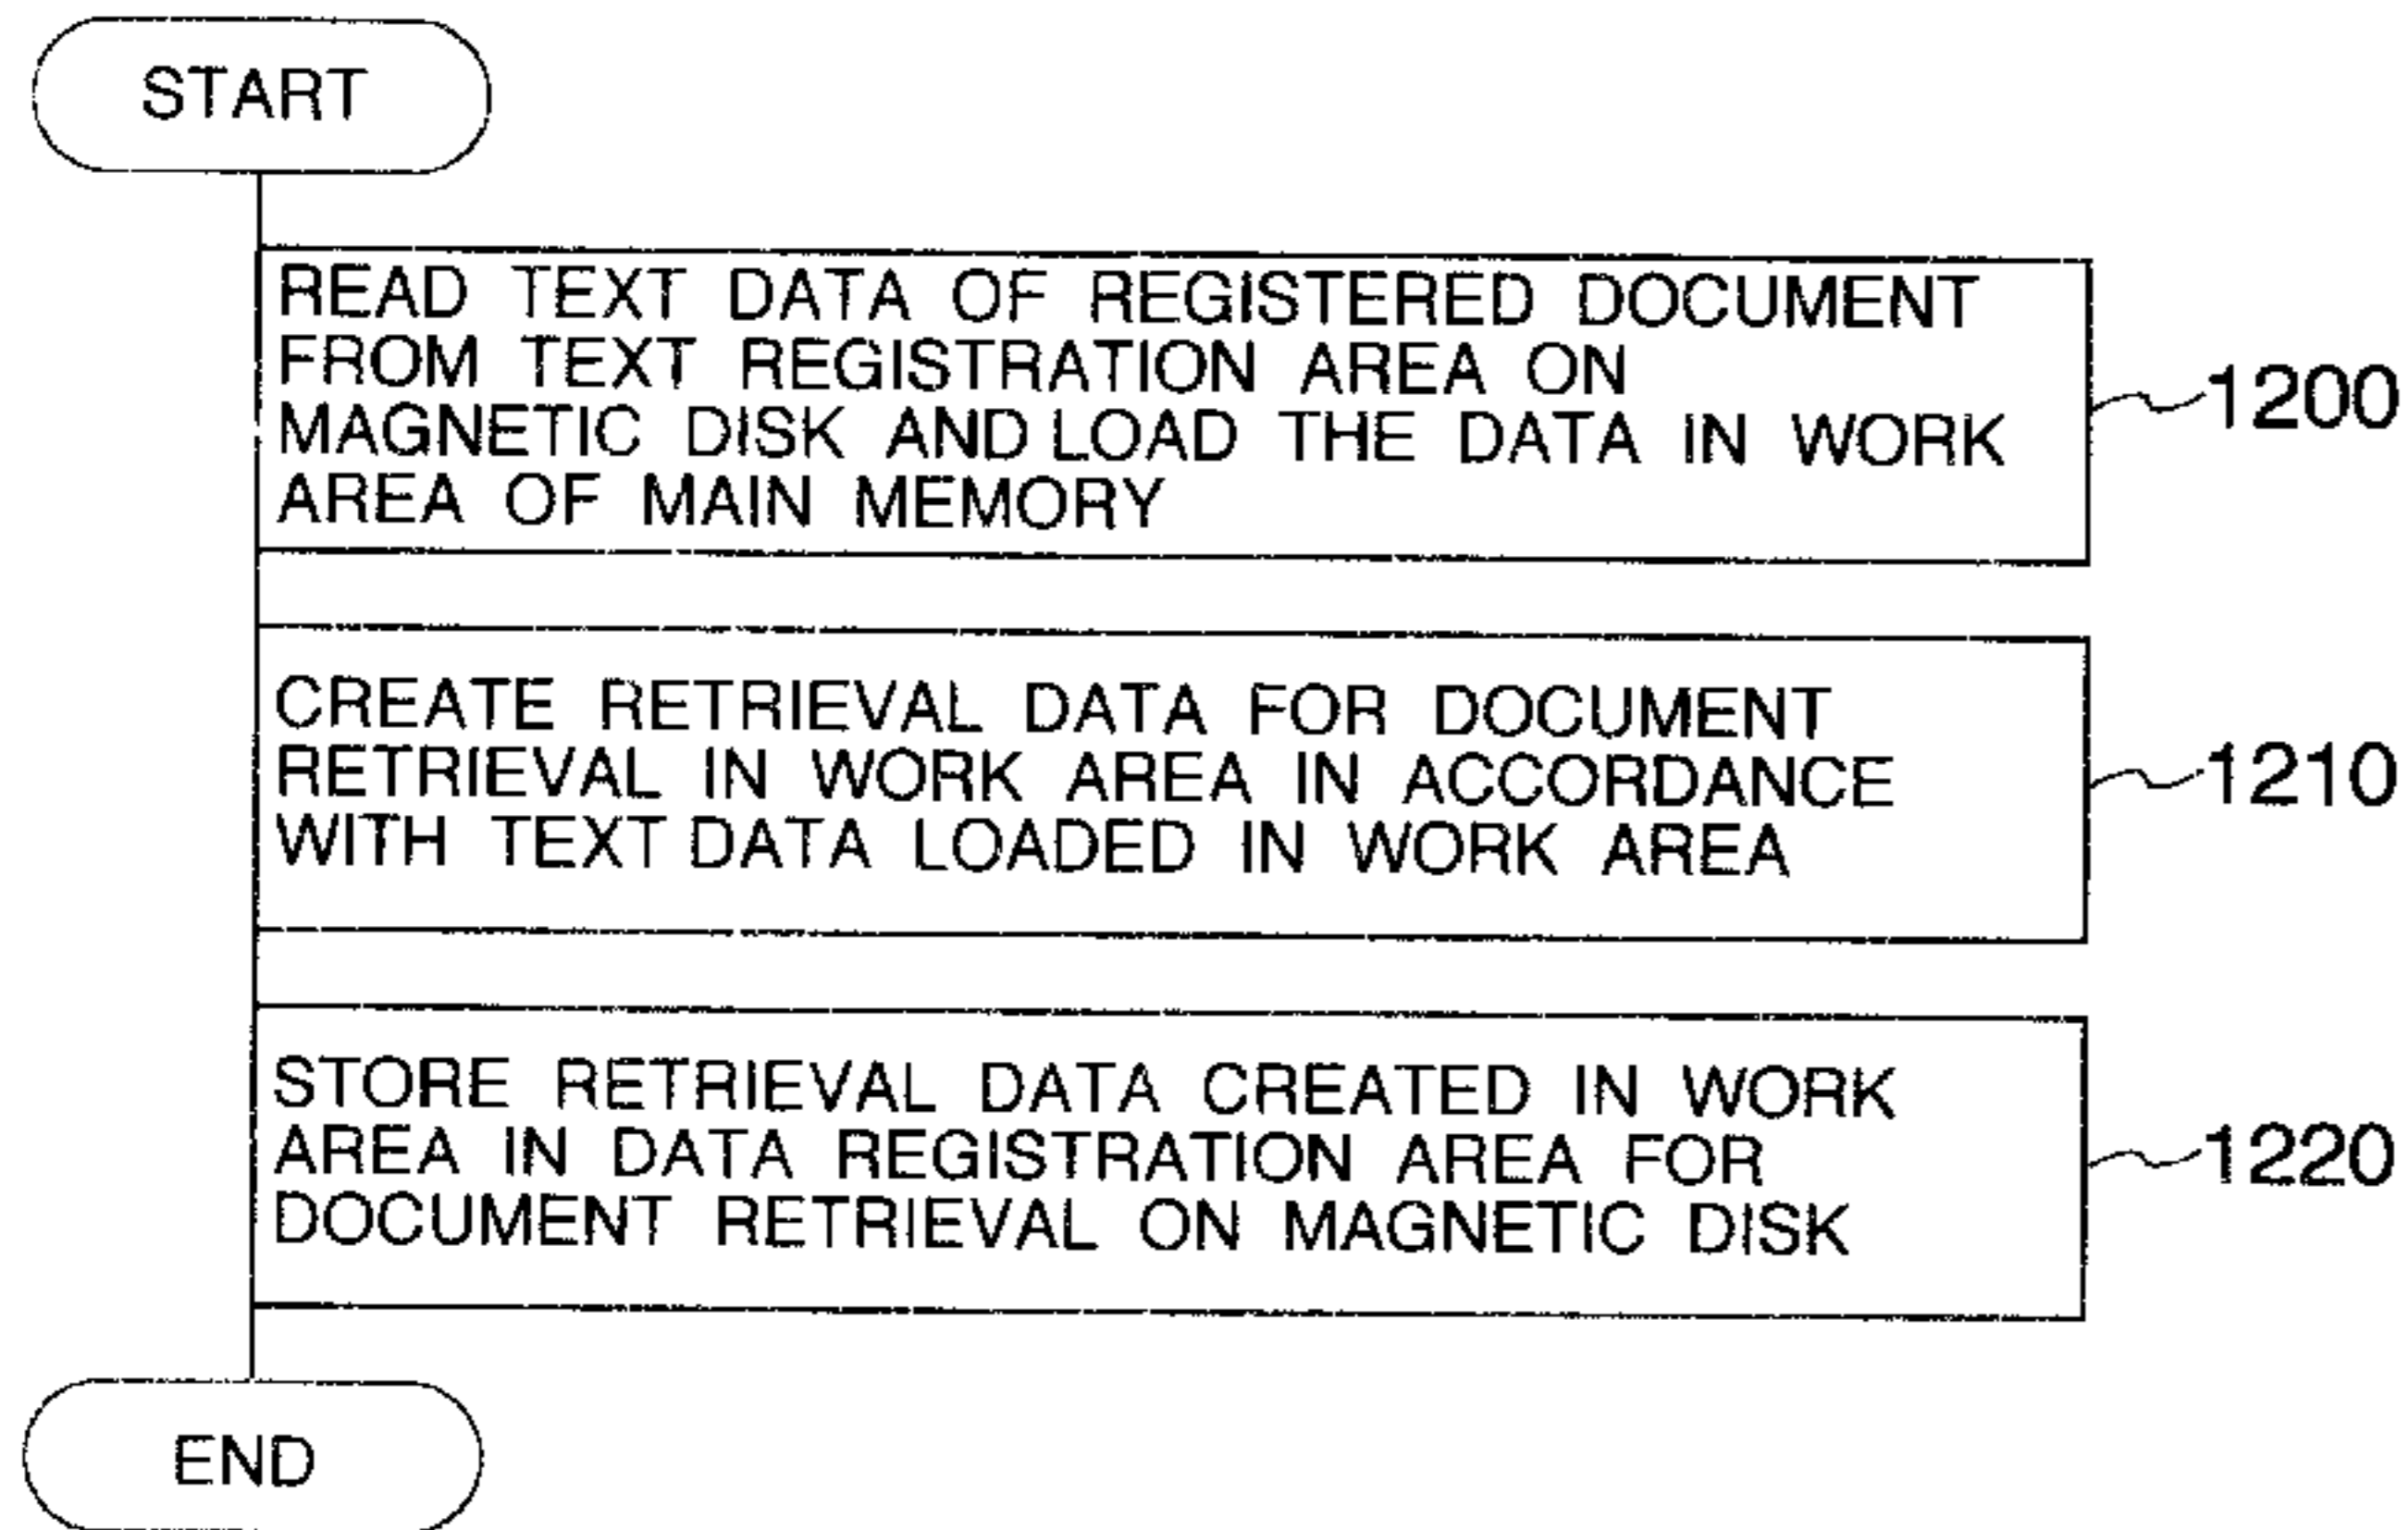 START
READ TEXT DATA OF REGISTERED DOCUMENT
FROM TEXT REGISTRATION AREA ON
MAGNETIC DISK AND LOAD THE DATA IN WORK
AREA OF MAIN MEMORY
1200
CREATE RETRIEVAL DATA FOR DOCUMENT
RETRIEVAL IN WORK AREA IN ACCORDANCE
WITH TEXT DATA LOADED IN WORK AREA
1210
STORE RETRIEVAL DATA CREATED IN WORK
AREA IN DATA REGISTRATION AREA FOR
DOCUMENT RETRIEVAL ON MAGNETIC DISK
1220
END